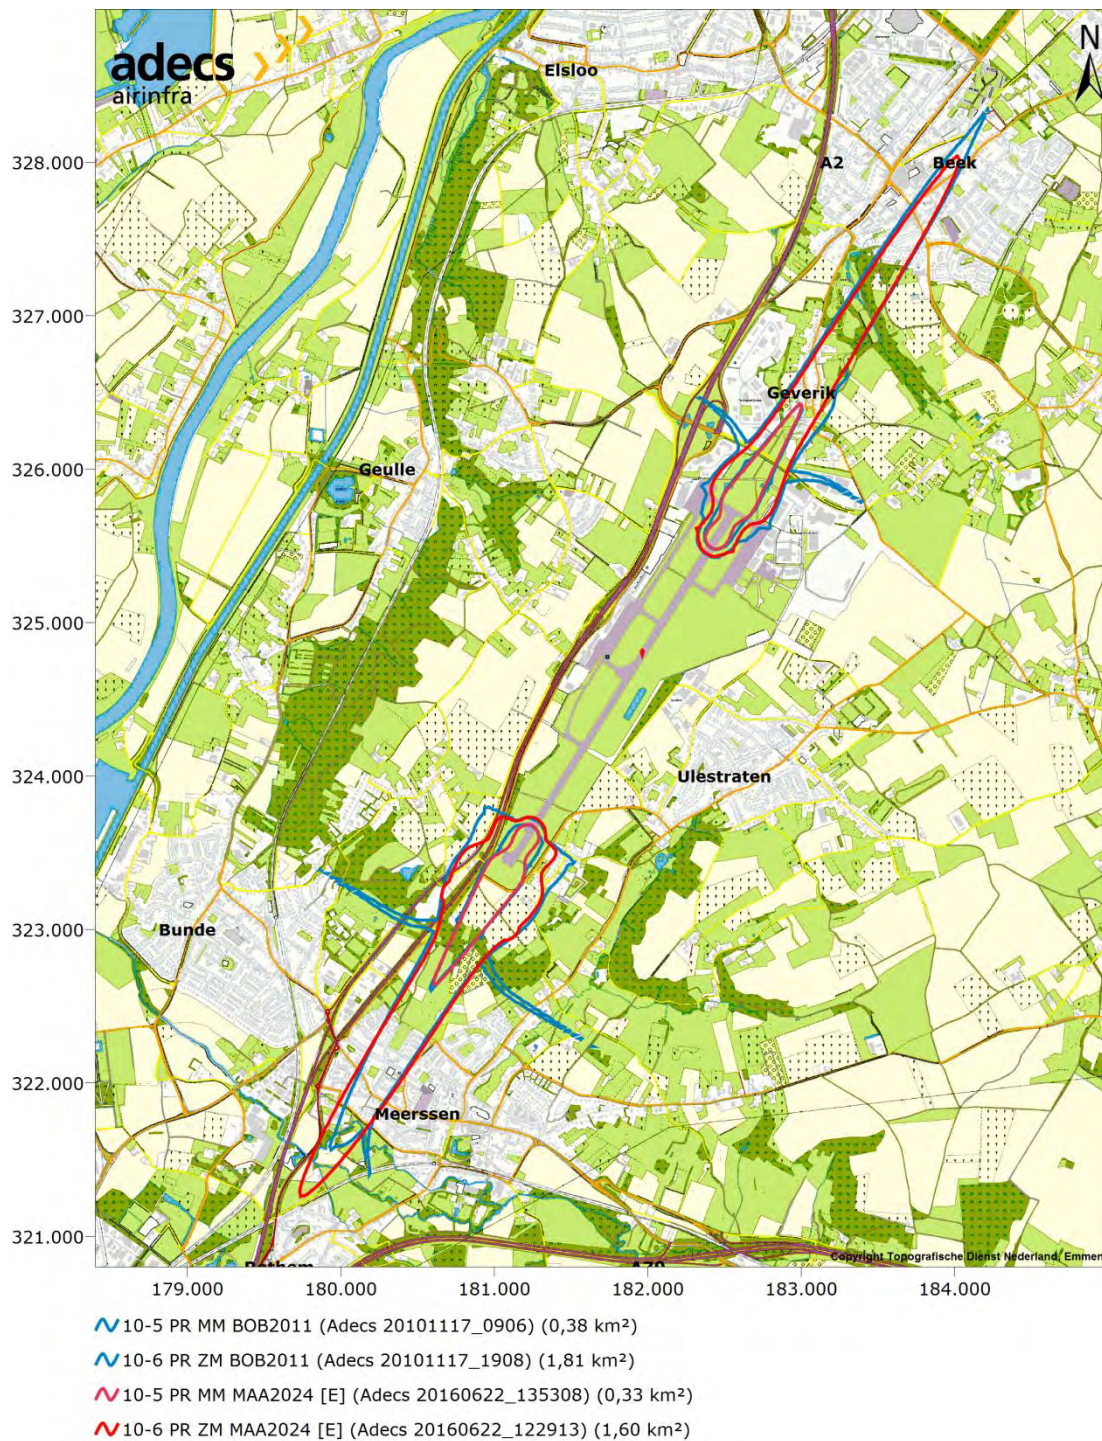 adecs
airinfra
N
Elsloo
A2
Beek
328.000
327.000
Geverik
326.000
Geulle
325.000
324.000
Ulestraten
323.000
Bunde
322.000
Meerssen
321.000
Rothem
A79
Copyright Topografische Dienst Nederland, Emmen
179.000 180.000 181.000 182.000 183.000 184.000
10-5 PR MM BOB2011 (Adecs 20101117_0906) (0,38 km²)
10-6 PR ZM BOB2011 (Adecs 20101117_1908) (1,81 km²)
10-5 PR MM MAA2024 [E] (Adecs 20160622_135308) (0,33 km²)
10-6 PR ZM MAA2024 [E] (Adecs 20160622_122913) (1,60 km²)